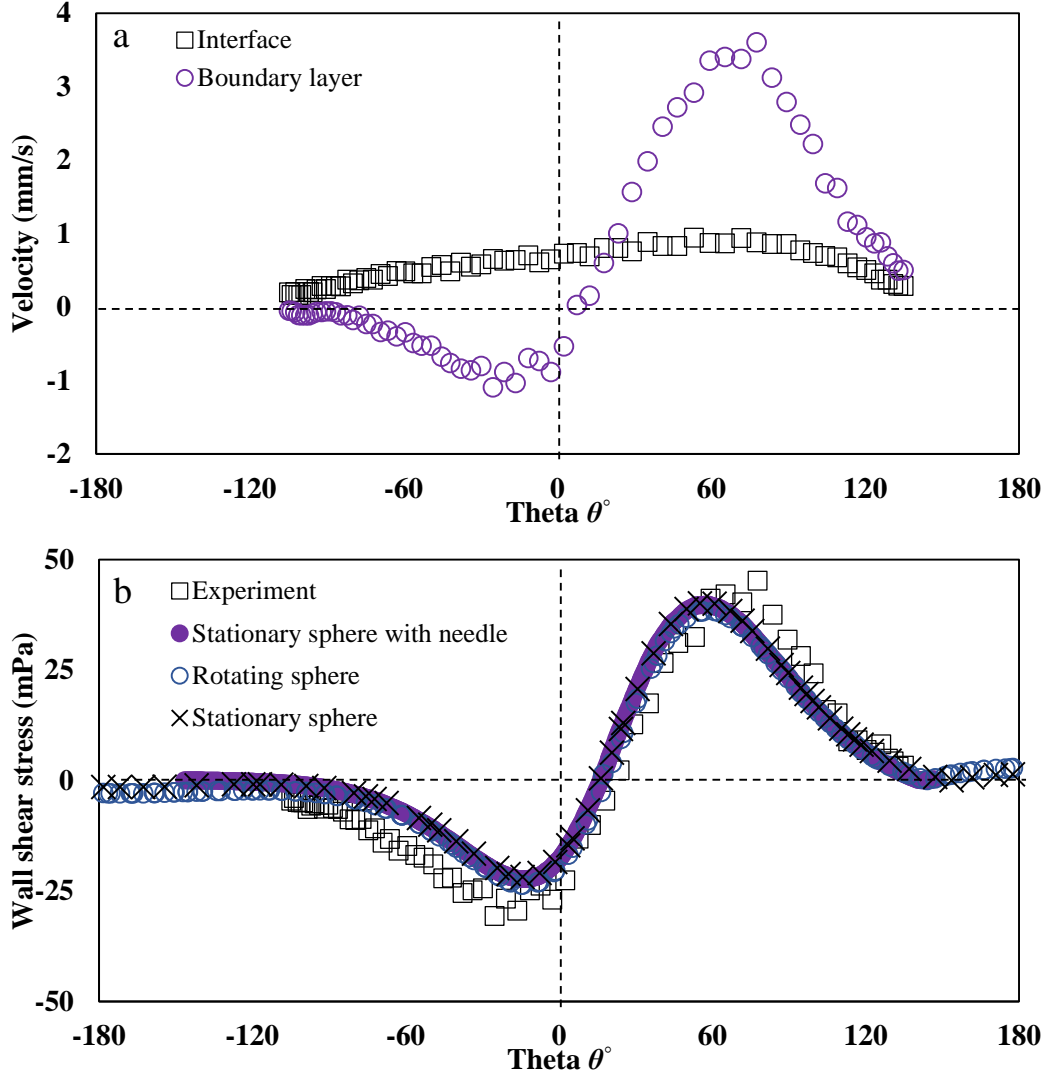 a
Interface
Boundary layer
Velocity (mm/s)
4
3
2
1
0
-1
-2
-180
-120
-60
0
60
120
180
Theta θ°
b
Experiment
Stationary sphere with needle
Rotating sphere
Stationary sphere
Wall shear stress (mPa)
50
25
0
-25
-50
-180
-120
-60
0
60
120
180
Theta θ°